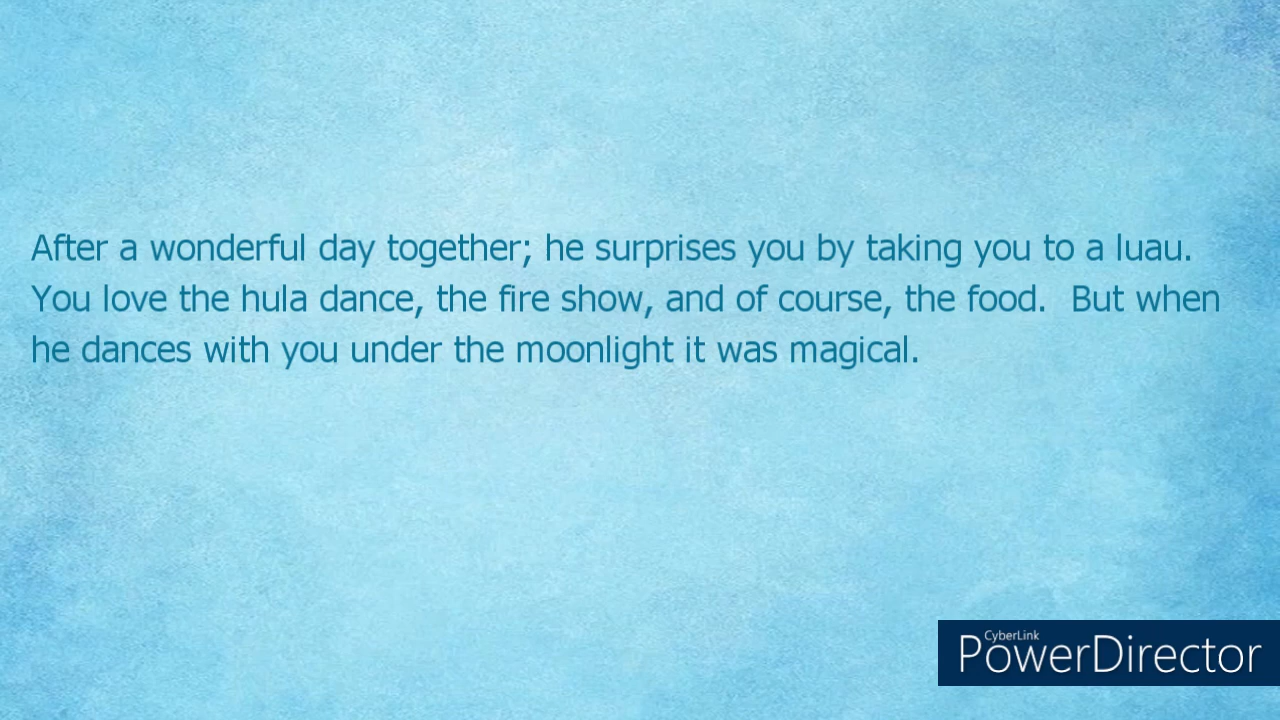 After a wonderful day together; he surprises you by taking you to a luau.
You love the hula dance, the fire show, and of course, the food.  But when
he dances with you under the moonlight it was magical.
CyberLink
PowerDirector